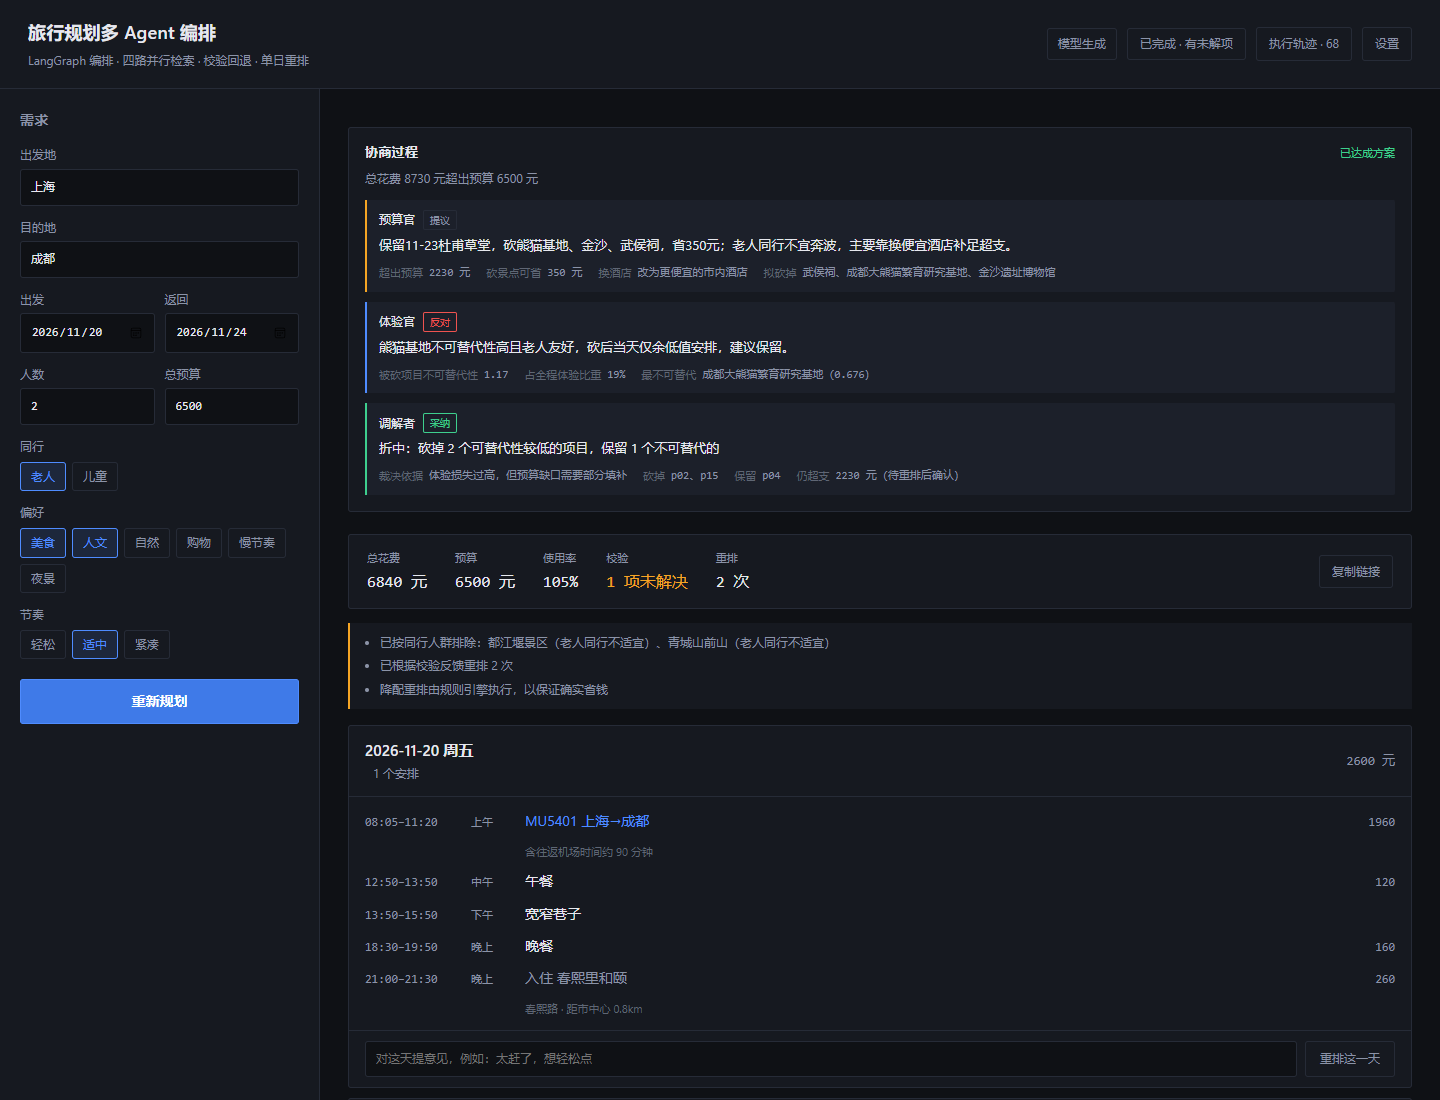 旅行规划多 Agent 编排
LangGraph 编排 · 四路并行检索 · 校验回退 · 单日重排
模型生成
已完成 · 有未解项
执行轨迹 · 68
设置
需求
出发地
上海
目的地
成都
出发 返回
2026/11/20 2026/11/24
人数 总预算
2 6500
同行
老人 儿童
偏好
美食 人文 自然 购物 慢节奏
夜景
节奏
轻松 适中 紧凑
重新规划
协商过程 已达成方案
总花费 8730 元超出预算 6500 元
预算官 提议
保留11-23杜甫草堂，砍熊猫基地、金沙、武侯祠，省350元；老人同行不宜奔波，主要靠换便宜酒店补足超支。
超出预算 2230 元 砍景点可省 350 元 换酒店 改为更便宜的市内酒店 拟砍掉 武侯祠、成都大熊猫繁育研究基地、金沙遗址博物馆
体验官 反对
熊猫基地不可替代性高且老人友好，砍后当天仅余低值安排，建议保留。
被砍项目不可替代性 1.17 占全程体验比重 19% 最不可替代 成都大熊猫繁育研究基地（0.676）
调解者 采纳
折中：砍掉 2 个可替代性较低的项目，保留 1 个不可替代的
裁决依据 体验损失过高，但预算缺口需要部分填补 砍掉 p02、p15 保留 p04 仍超支 2230 元（待重排后确认）
总花费 预算 使用率 校验 重排
6840 元 6500 元 105% 1 项未解决 2 次
复制链接
• 已按同行人群排除：都江堰景区（老人同行不适宜）、青城山前山（老人同行不适宜）
• 已根据校验反馈重排 2 次
• 降配重排由规则引擎执行，以保证确实省钱
2026-11-20 周五
1 个安排
2600 元
08:05–11:20 上午 MU5401 上海→成都 1960
含往返机场时间约 90 分钟
12:50–13:50 中午 午餐 120
13:50–15:50 下午 宽窄巷子
18:30–19:50 晚上 晚餐 160
21:00–21:30 晚上 入住 春熙里和颐 260
春熙路 · 距市中心 0.8km
对这天提意见，例如：太赶了，想轻松点
重排这一天